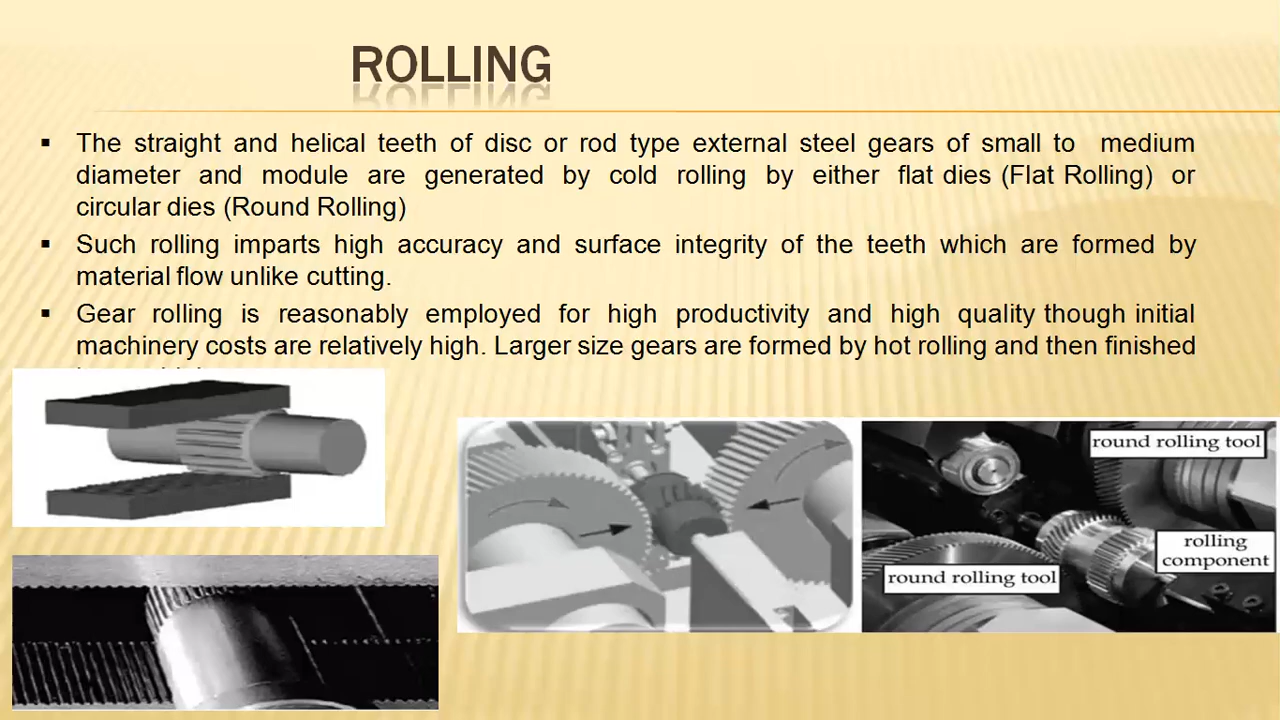 ROLLING
▪ The straight and helical teeth of disc or rod type external steel gears of small to medium
diameter and module are generated by cold rolling by either flat dies (Flat Rolling) or
circular dies (Round Rolling)
▪ Such rolling imparts high accuracy and surface integrity of the teeth which are formed by
material flow unlike cutting.
▪ Gear rolling is reasonably employed for high productivity and high quality though initial
machinery costs are relatively high. Larger size gears are formed by hot rolling and then finished
round rolling tool
rolling
component
round rolling tool